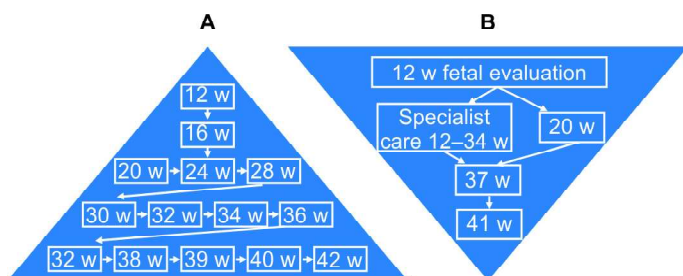 A
B
12 w
16 w
20 w 24 w 28 w
30 w 32 w 34 w 36 w
32 w 38 w 39 w 40 w 42 w
12 w fetal evaluation
Specialist
care 12–34 w
20 w
37 w
41 w